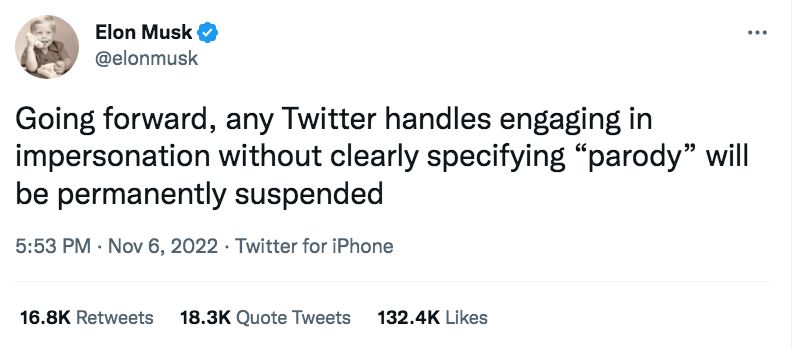 Elon Musk
@elonmusk
Going forward, any Twitter handles engaging in
impersonation without clearly specifying “parody” will
be permanently suspended
5:53 PM · Nov 6, 2022 · Twitter for iPhone
16.8K Retweets 18.3K Quote Tweets 132.4K Likes